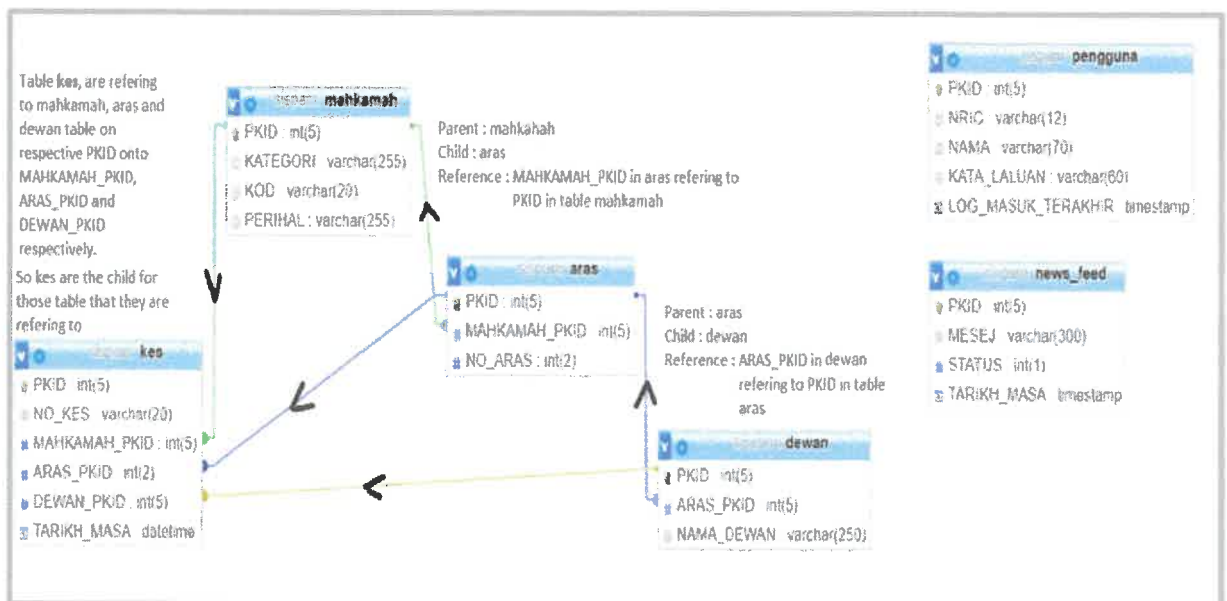 Table kes, are refering
to mahkamah, aras and
dewan table on
respective PKID onto
MAHKAMAH_PKID,
ARAS_PKID and
DEWAN_PKID
respectively.
So kes are the child for
those table that they are
refering to
mahkamah
PKID : int(5)
KATEGORI varchar(255)
KOD varchar(20)
PERIHAL : varchar(255)
Parent : mahkahah
Child : aras
Reference : MAHKAMAH_PKID in aras refering to
PKID in table mahkamah
aras
PKID : int(5)
MAHKAMAH_PKID int(5)
NO_ARAS : int(2)
Parent : aras
Child : dewan
Reference : ARAS_PKID in dewan
refering to PKID in table
aras
kes
PKID int(5)
NO_KES varchar(20)
MAHKAMAH_PKID : int(5)
ARAS_PKID int(2)
DEWAN_PKID : int(5)
TARIKH_MASA datetime
dewan
PKID int(5)
ARAS_PKID int(5)
NAMA_DEWAN varchar(250)
pengguna
PKID : int(5)
NRIC varchar(12)
NAMA varchar(70)
KATA_LALUAN : varchar(60)
LOG_MASUK_TERAKHIR timestamp
news_feed
PKID int(5)
MESEJ varchar(300)
STATUS int(1)
TARIKH_MASA timestamp